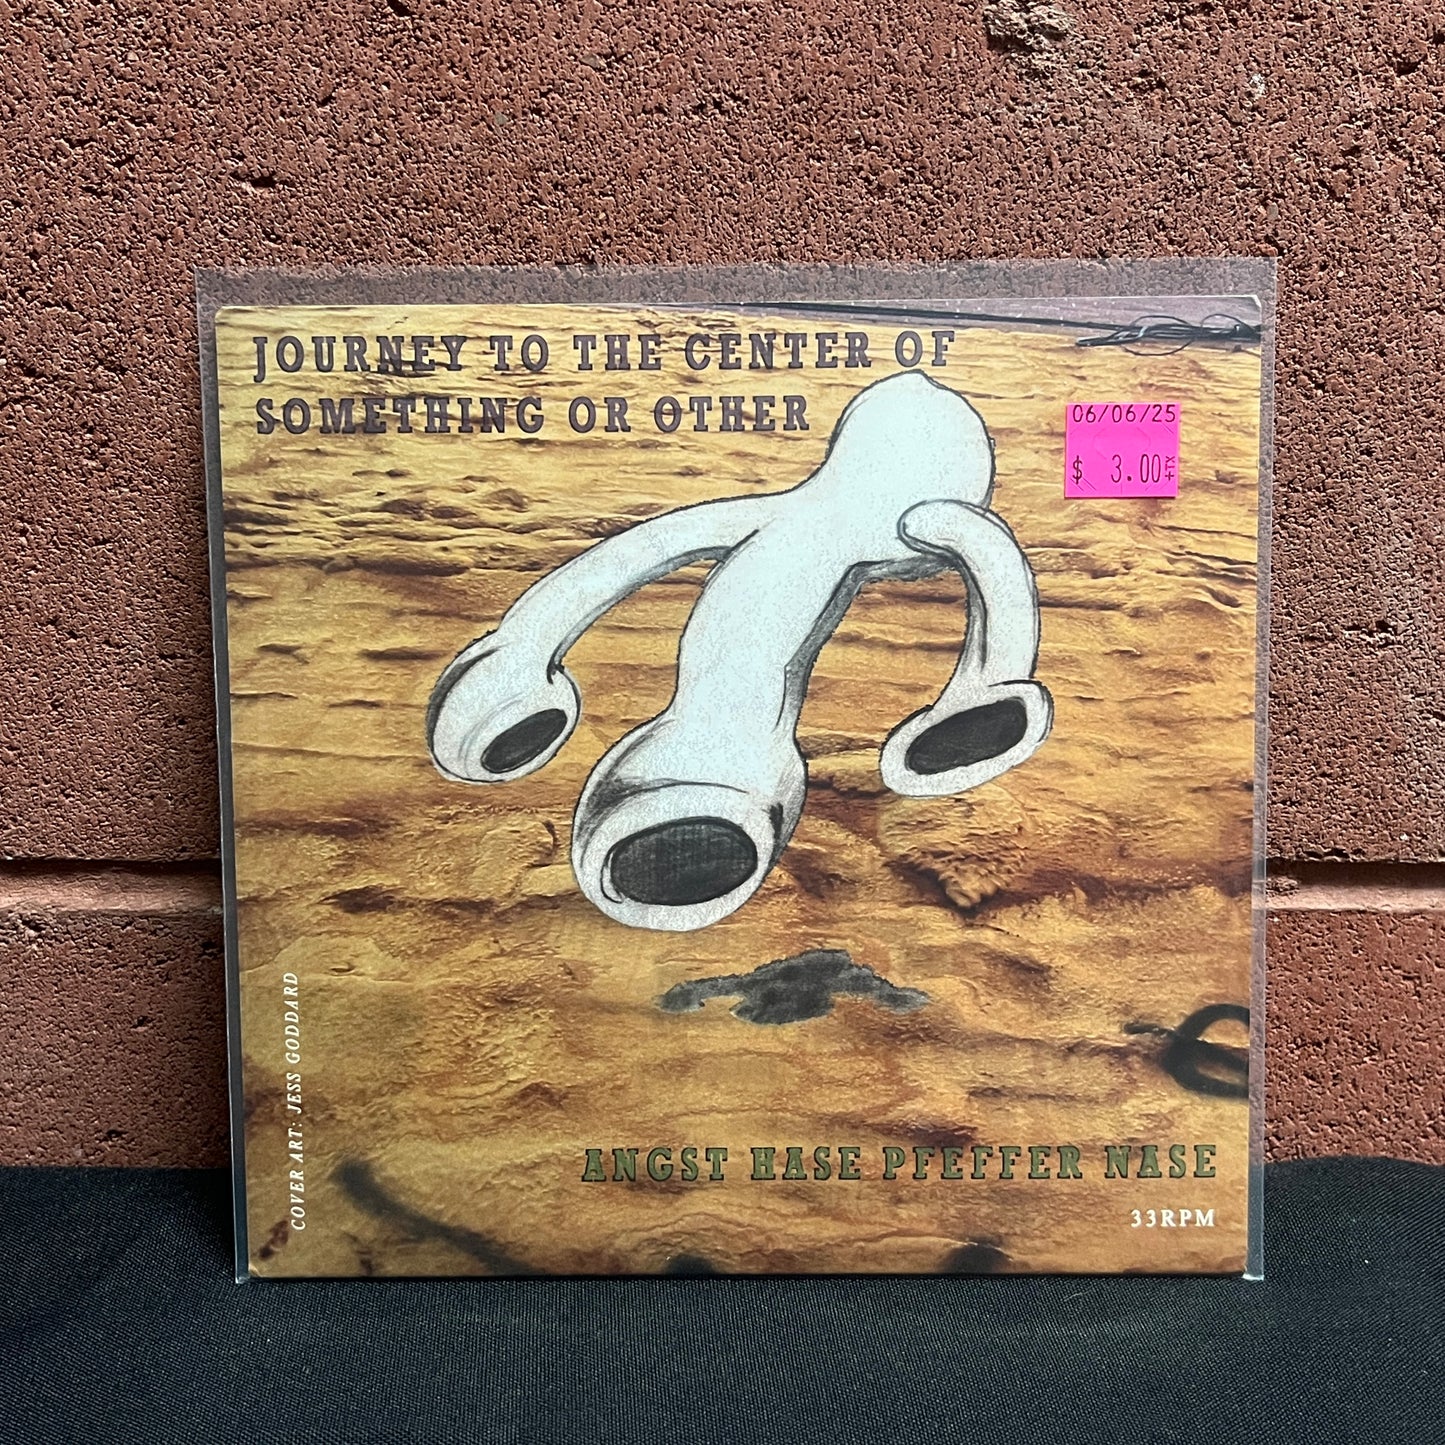 JOURNEY TO THE CENTER OF
SOMETHING OR OTHER
06/06/25
$ 3.00 +TX
COVER ART: JESS GODDARD
ANGST HASE PFEFFER NASE
33RPM